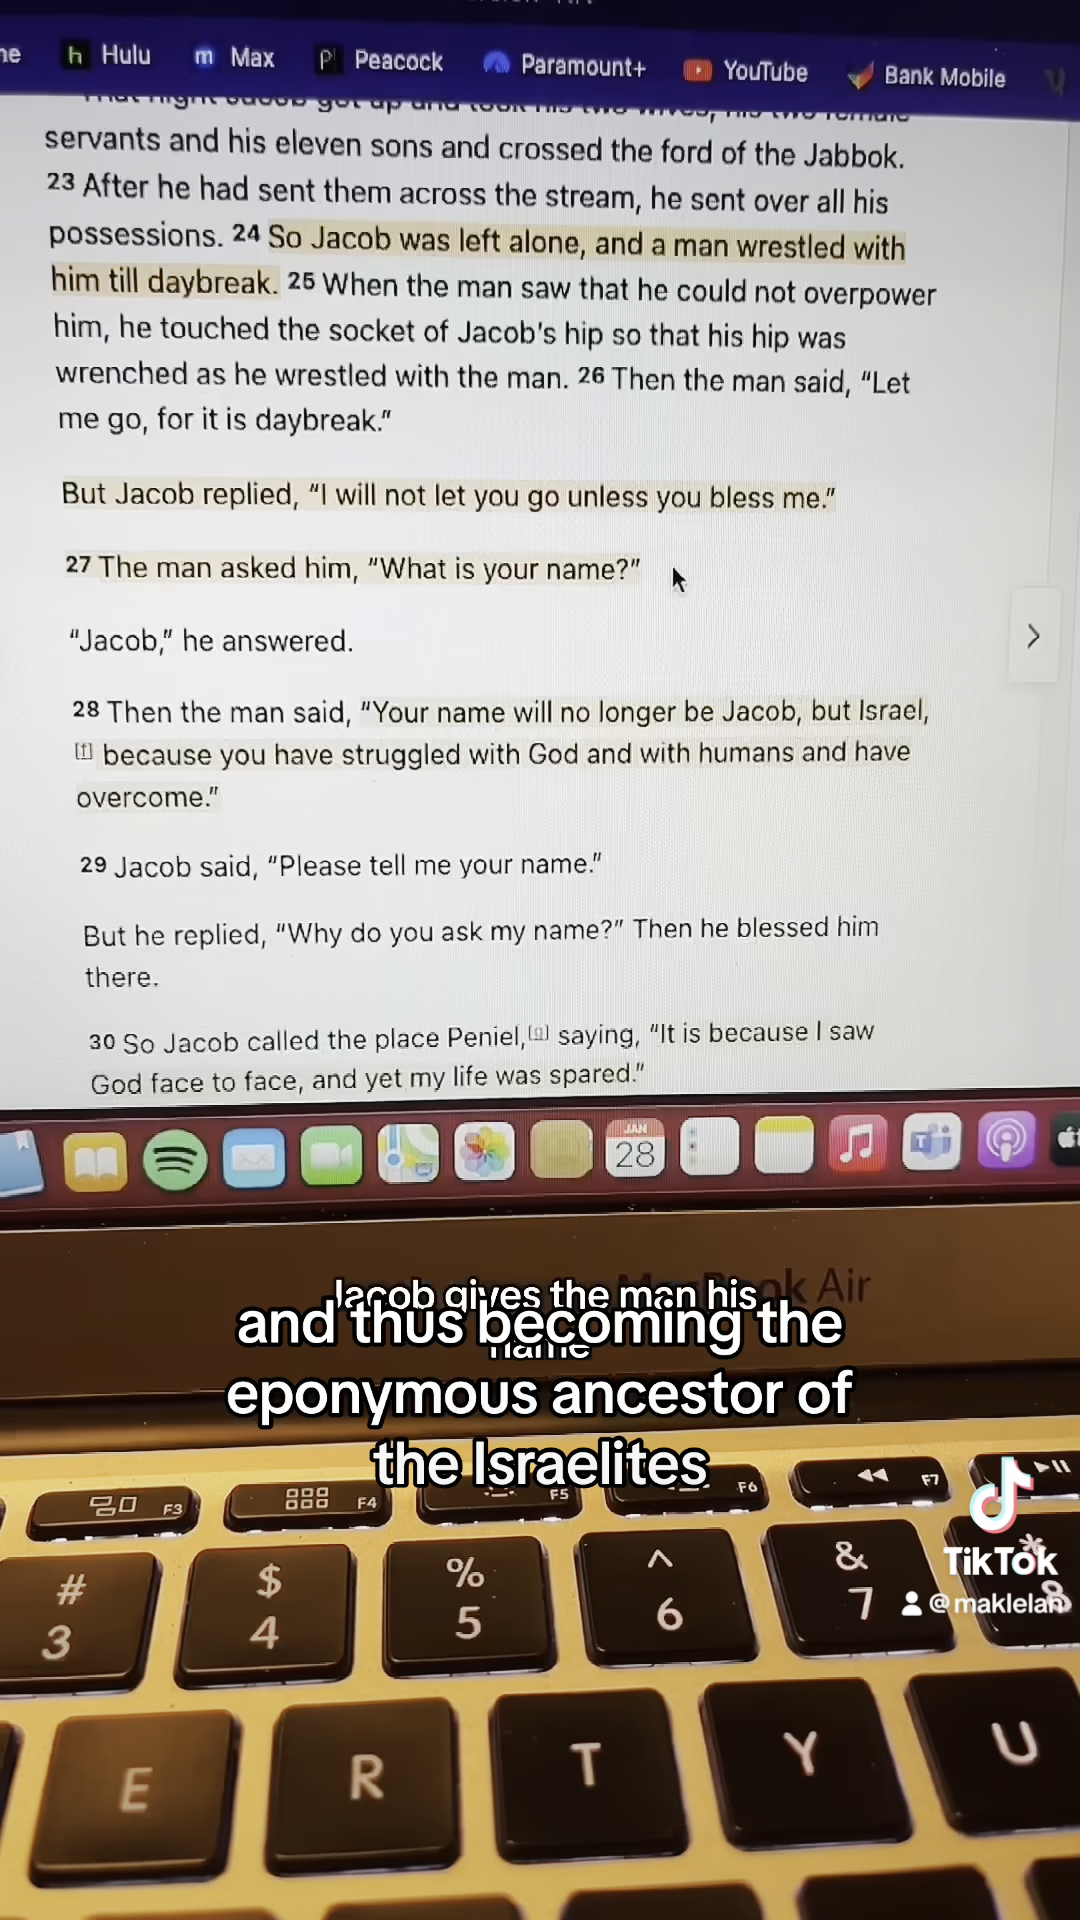 h Hulu m Max P Peacock Paramount+ YouTube Bank Mobile
servants and his eleven sons and crossed the ford of the Jabbok.
23 After he had sent them across the stream, he sent over all his
possessions. 24 So Jacob was left alone, and a man wrestled with
him till daybreak. 25 When the man saw that he could not overpower
him, he touched the socket of Jacob's hip so that his hip was
wrenched as he wrestled with the man. 26 Then the man said, “Let
me go, for it is daybreak.”
But Jacob replied, “I will not let you go unless you bless me.”
27 The man asked him, “What is your name?”
“Jacob,” he answered.
28 Then the man said, “Your name will no longer be Jacob, but Israel,
[f] because you have struggled with God and with humans and have
overcome.”
29 Jacob said, “Please tell me your name.”
But he replied, “Why do you ask my name?” Then he blessed him
there.
30 So Jacob called the place Peniel,[g] saying, “It is because I saw
God face to face, and yet my life was spared.”
JAN
28
T
Air
Jacob gives the man his
name
and thus becoming the
eponymous ancestor of
the Israelites
F3 F4 F5 F6 F7
TikTok
@maklelan
# $ % ^ & *
3 4 5 6 7 8
E R T Y U